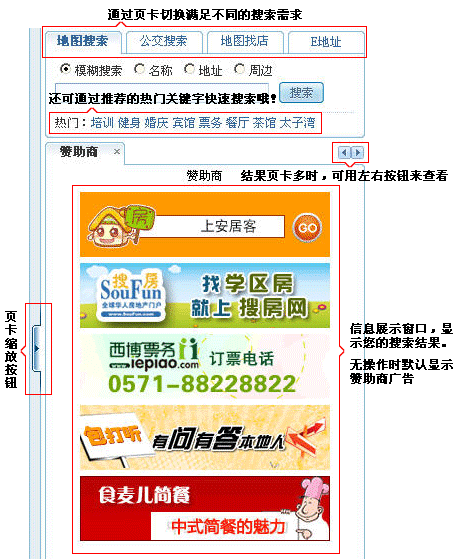 通过页卡切换满足不同的搜索需求
地图搜索 公交搜索 地图找店 E地址
模糊搜索 名称 地址 周边
还可通过推荐的热门关键字快速搜索哦! 搜索
热门：培训 健身 婚庆 宾馆 票务 餐厅 茶馆 太子湾
赞助商 ×
赞助商 结果页卡多时，可用左右按钮来查看
房 上安居客 GO
搜房 找学区房
SouFun 就上搜房网
全球华人房地产门户
www.SouFun.com
西博票务 订票电话
www.iepiao.com
0571-88228822
页卡缩放按钮
信息展示窗口，显
示您的搜索结果。
无操作时默认显示
赞助商广告
包打听 有问有答本地人
食麦儿简餐
中式简餐的魅力